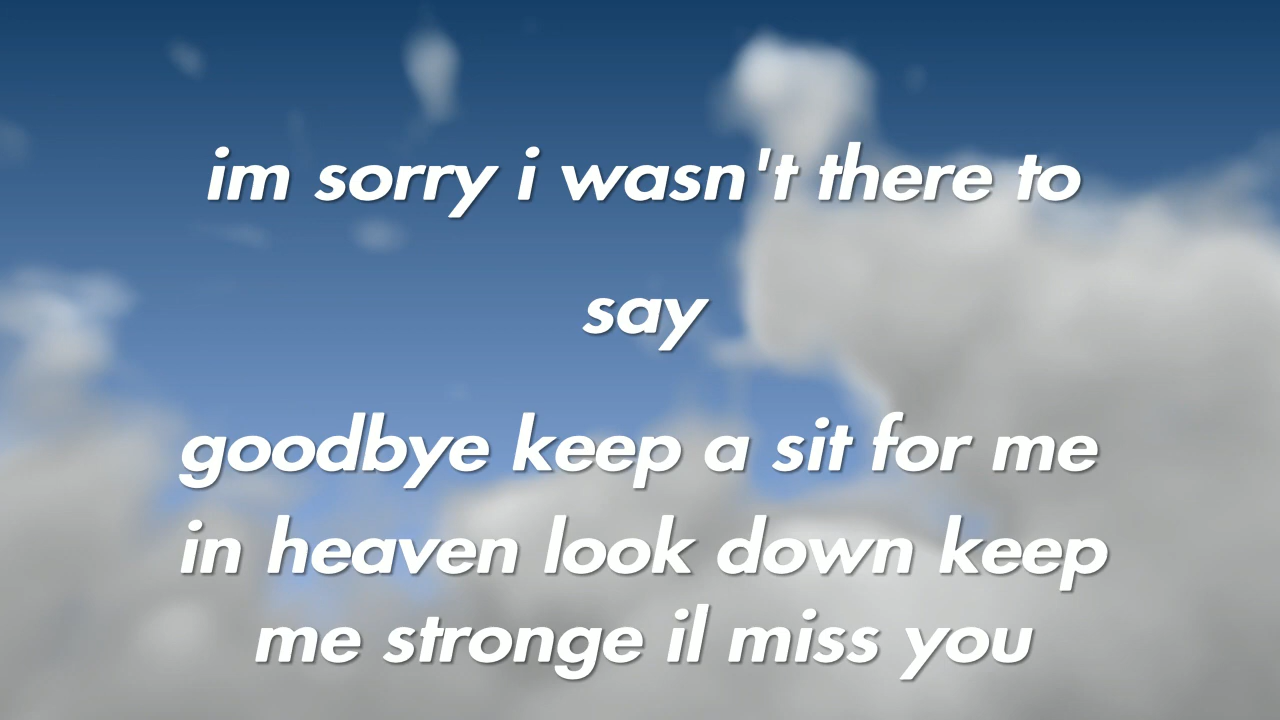 im sorry i wasn't there to
say
goodbye keep a sit for me
in heaven look down keep
me stronge il miss you